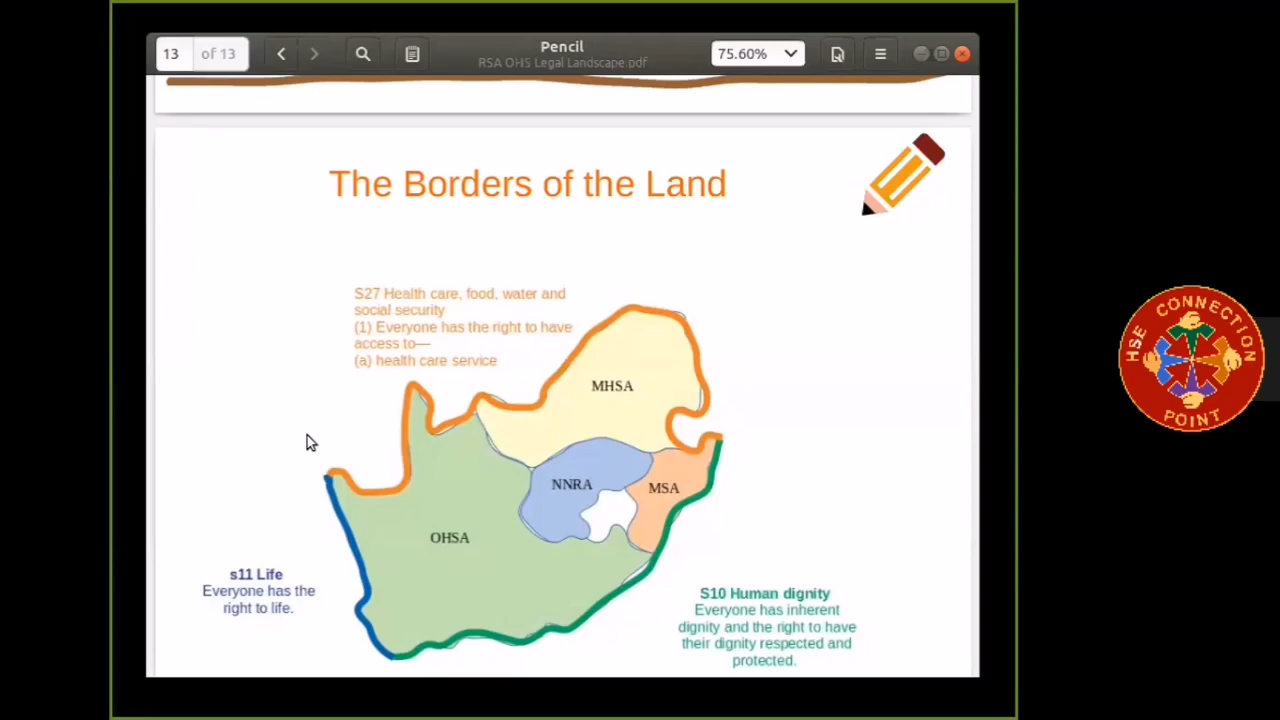 13 of 13
Pencil
RSA OHS Legal Landscape.pdf
75.60%
The Borders of the Land
S27 Health care, food, water and
social security
(1) Everyone has the right to have
access to—
(a) health care service
MHSA
NNRA
MSA
OHSA
s11 Life
Everyone has the
right to life.
S10 Human dignity
Everyone has inherent
dignity and the right to have
their dignity respected and
protected.
HSE CONNECTION
POINT